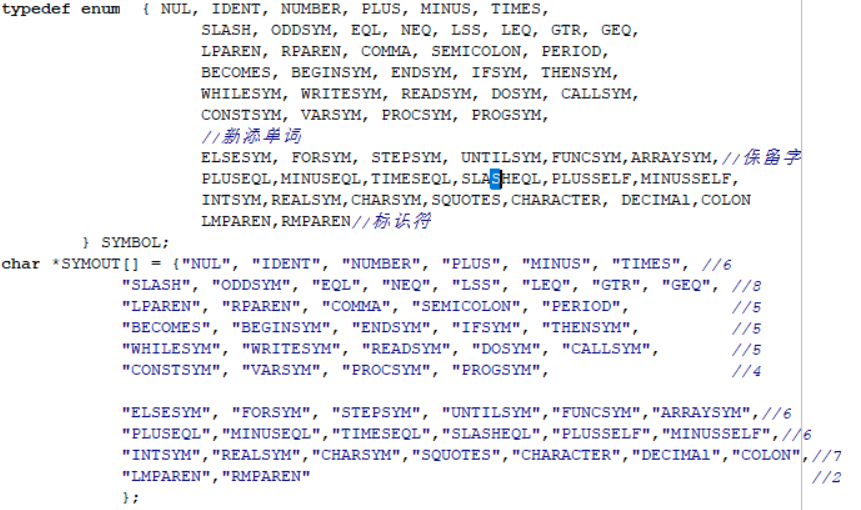 typedef enum { NUL, IDENT, NUMBER, PLUS, MINUS, TIMES,
SLASH, ODDSYM, EQL, NEQ, LSS, LEQ, GTR, GEQ,
LPAREN, RPAREN, COMMA, SEMICOLON, PERIOD,
BECOMES, BEGINSYM, ENDSYM, IFSYM, THENSYM,
WHILESYM, WRITESYM, READSYM, DOSYM, CALLSYM,
CONSTSYM, VARSYM, PROCSYM, PROGSYM,
//新添单词
ELSESYM, FORSYM, STEPSYM, UNTILSYM,FUNCSYM,ARRAYSYM,//保留字
PLUSEQL,MINUSEQL,TIMESEQL,SLASHEQL,PLUSSELF,MINUSSELF,
INTSYM,REALSYM,CHARSYM,SQUOTES,CHARACTER, DECIMAl,COLON
LMPAREN,RMPAREN//标识符
} SYMBOL;
char *SYMOUT[] = {"NUL", "IDENT", "NUMBER", "PLUS", "MINUS", "TIMES", //6
"SLASH", "ODDSYM", "EQL", "NEQ", "LSS", "LEQ", "GTR", "GEQ", //8
"LPAREN", "RPAREN", "COMMA", "SEMICOLON", "PERIOD", //5
"BECOMES", "BEGINSYM", "ENDSYM", "IFSYM", "THENSYM", //5
"WHILESYM", "WRITESYM", "READSYM", "DOSYM", "CALLSYM", //5
"CONSTSYM", "VARSYM", "PROCSYM", "PROGSYM", //4
"ELSESYM", "FORSYM", "STEPSYM", "UNTILSYM","FUNCSYM","ARRAYSYM",//6
"PLUSEQL","MINUSEQL","TIMESEQL","SLASHEQL","PLUSSELF","MINUSSELF",//6
"INTSYM","REALSYM","CHARSYM","SQUOTES","CHARACTER","DECIMAl","COLON",//7
"LMPAREN","RMPAREN" //2
};